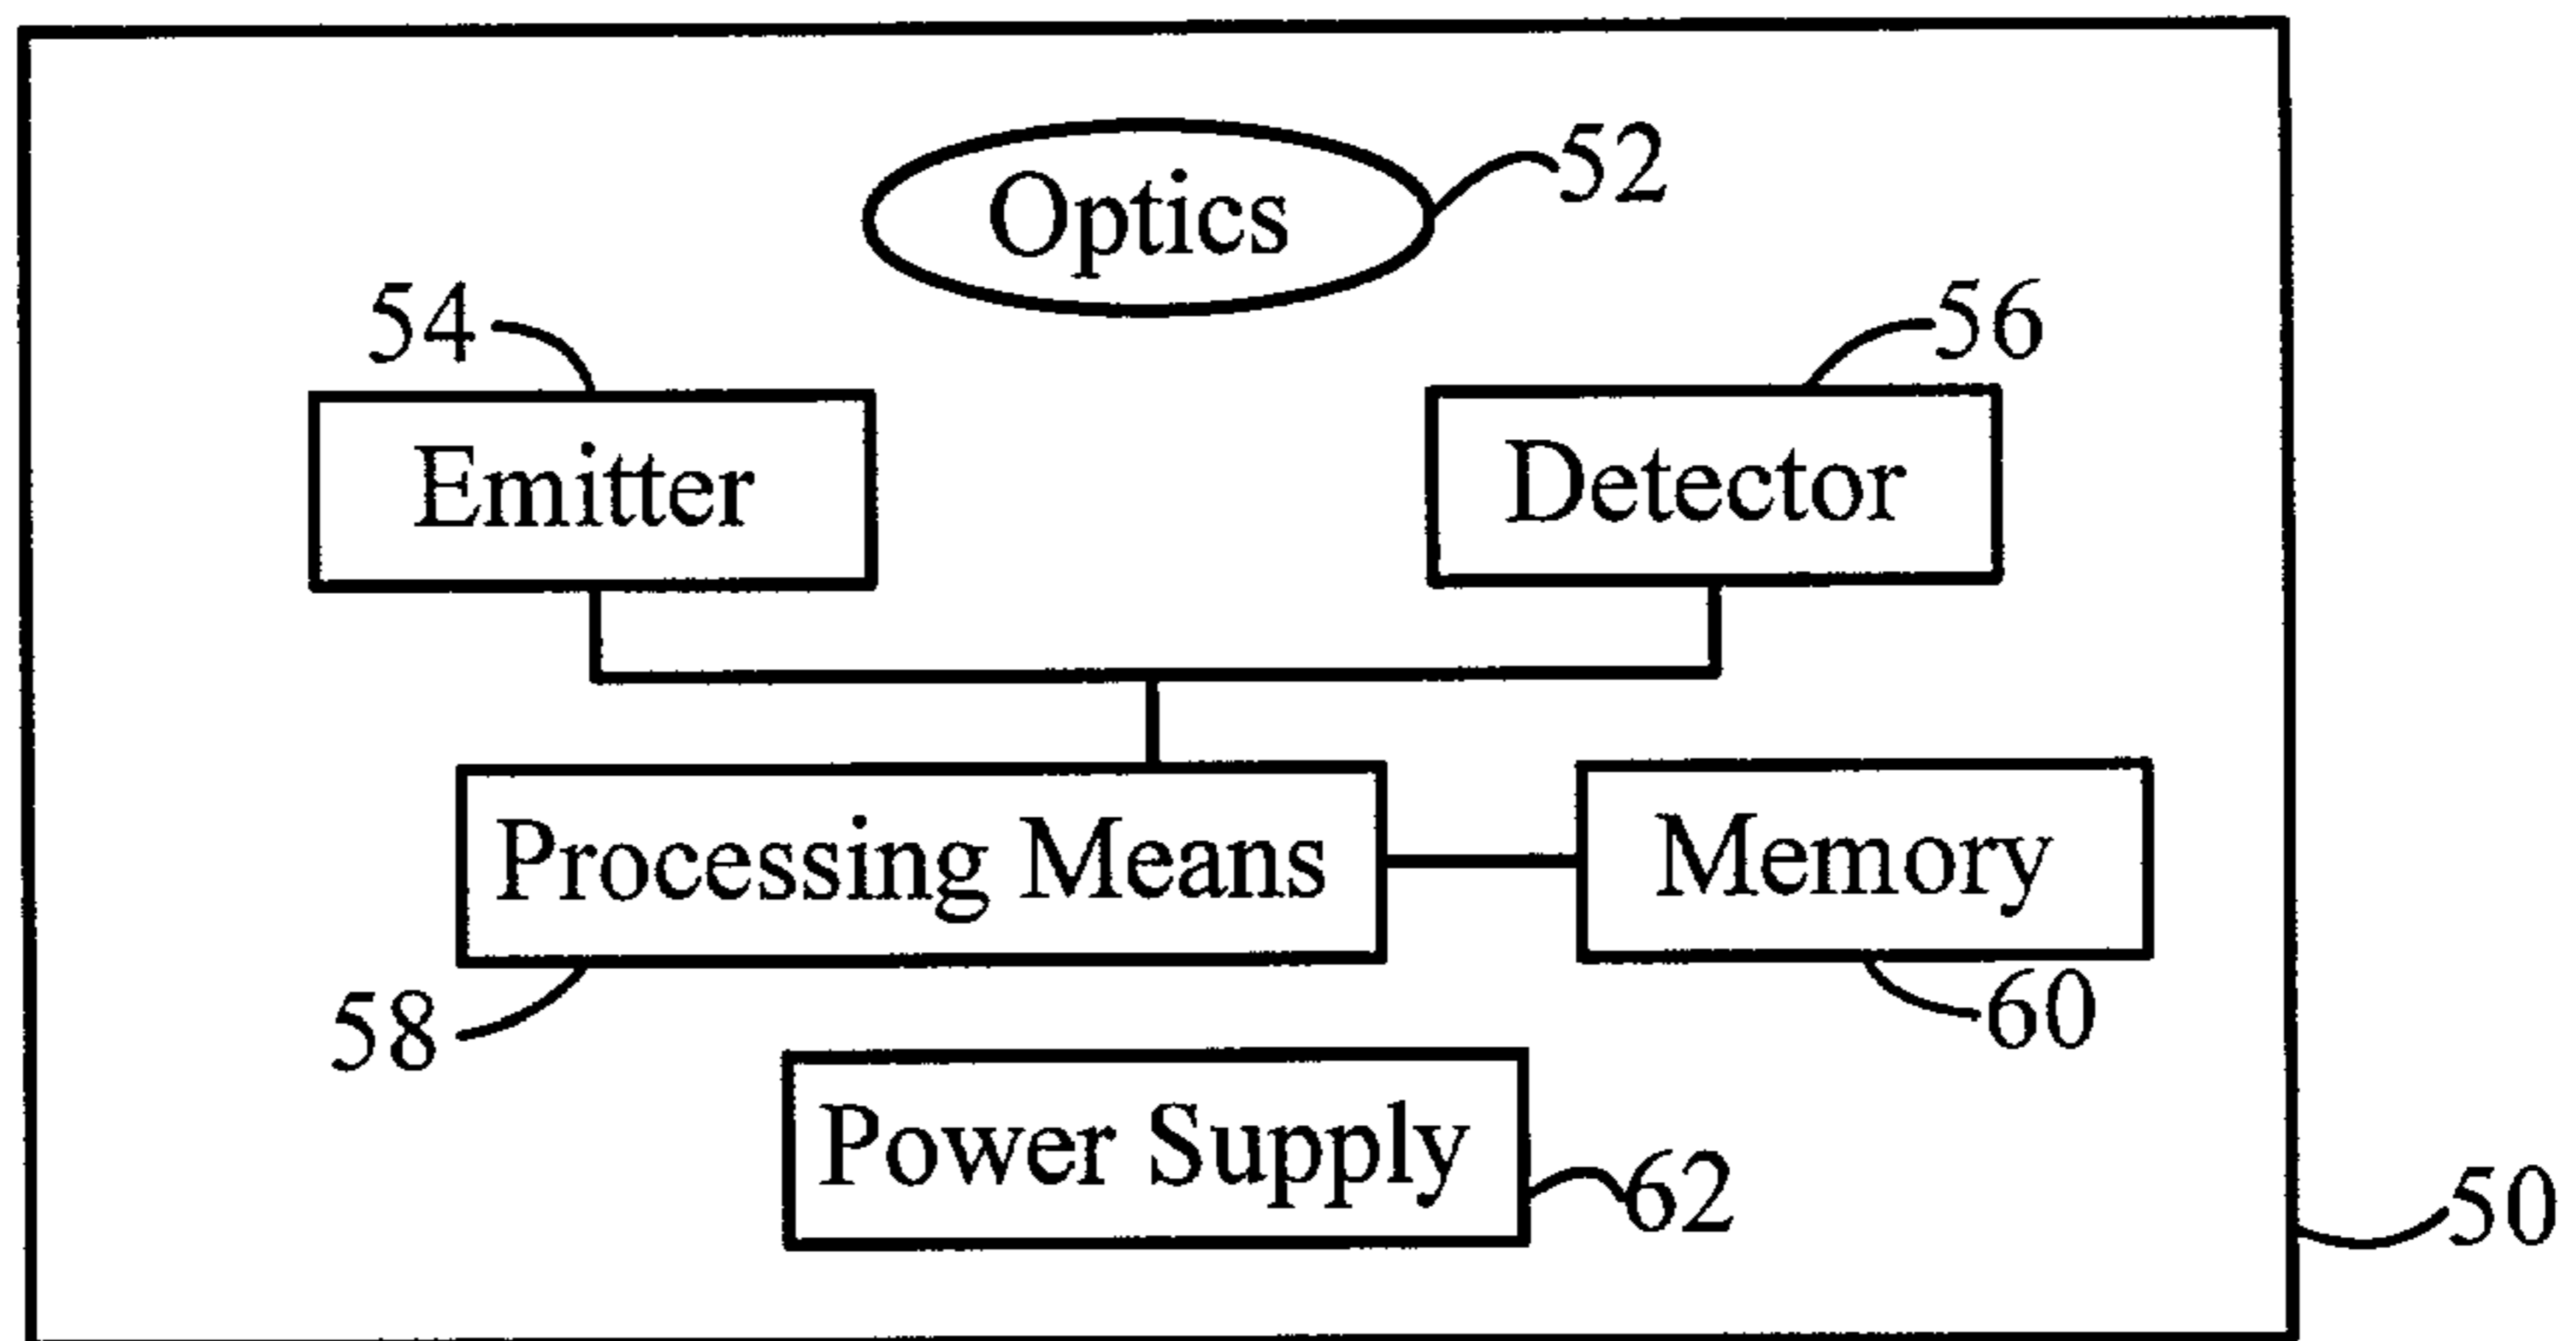 Optics
52
54
56
Emitter
Detector
Processing Means
Memory
58
60
Power Supply
62
50